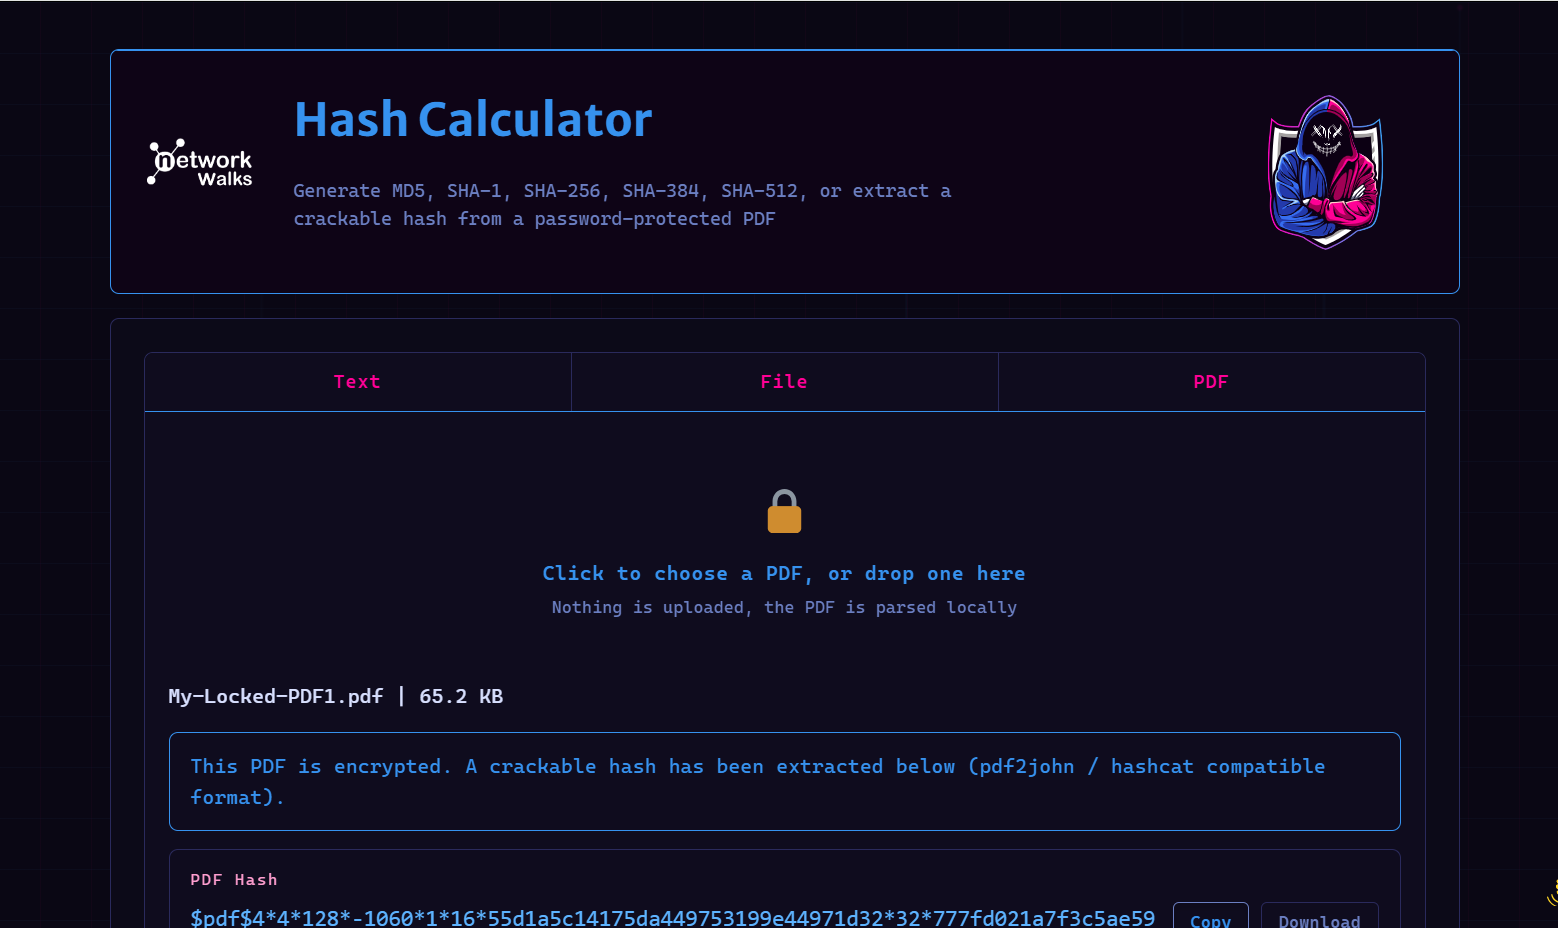 network
Walks
Hash Calculator
Generate MD5, SHA-1, SHA-256, SHA-384, SHA-512, or extract a
crackable hash from a password-protected PDF
Text
File
PDF
Click to choose a PDF, or drop one here
Nothing is uploaded, the PDF is parsed locally
My-Locked-PDF1.pdf | 65.2 KB
This PDF is encrypted. A crackable hash has been extracted below (pdf2john / hashcat compatible
format).
PDF Hash
$pdf$4*4*128*-1060*1*16*55d1a5c14175da449753199e44971d32*32*777fd021a7f3c5ae59
Copy
Download